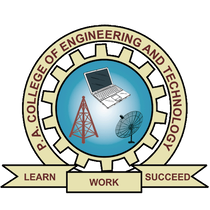 P.A. COLLEGE OF ENGINEERING AND TECHNOLOGY
LEARN WORK SUCCEED